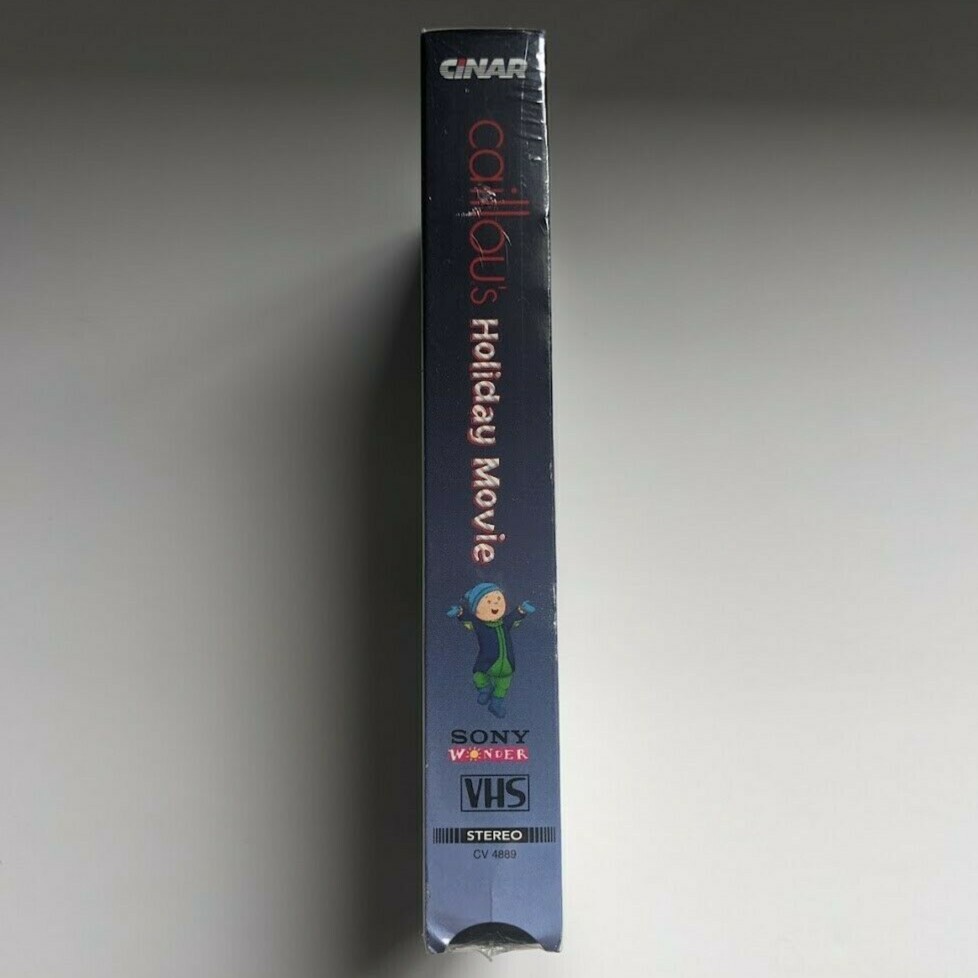 CINAR
caillou's Holiday Movie
SONY
WONDER
VHS
STEREO
CV 4889